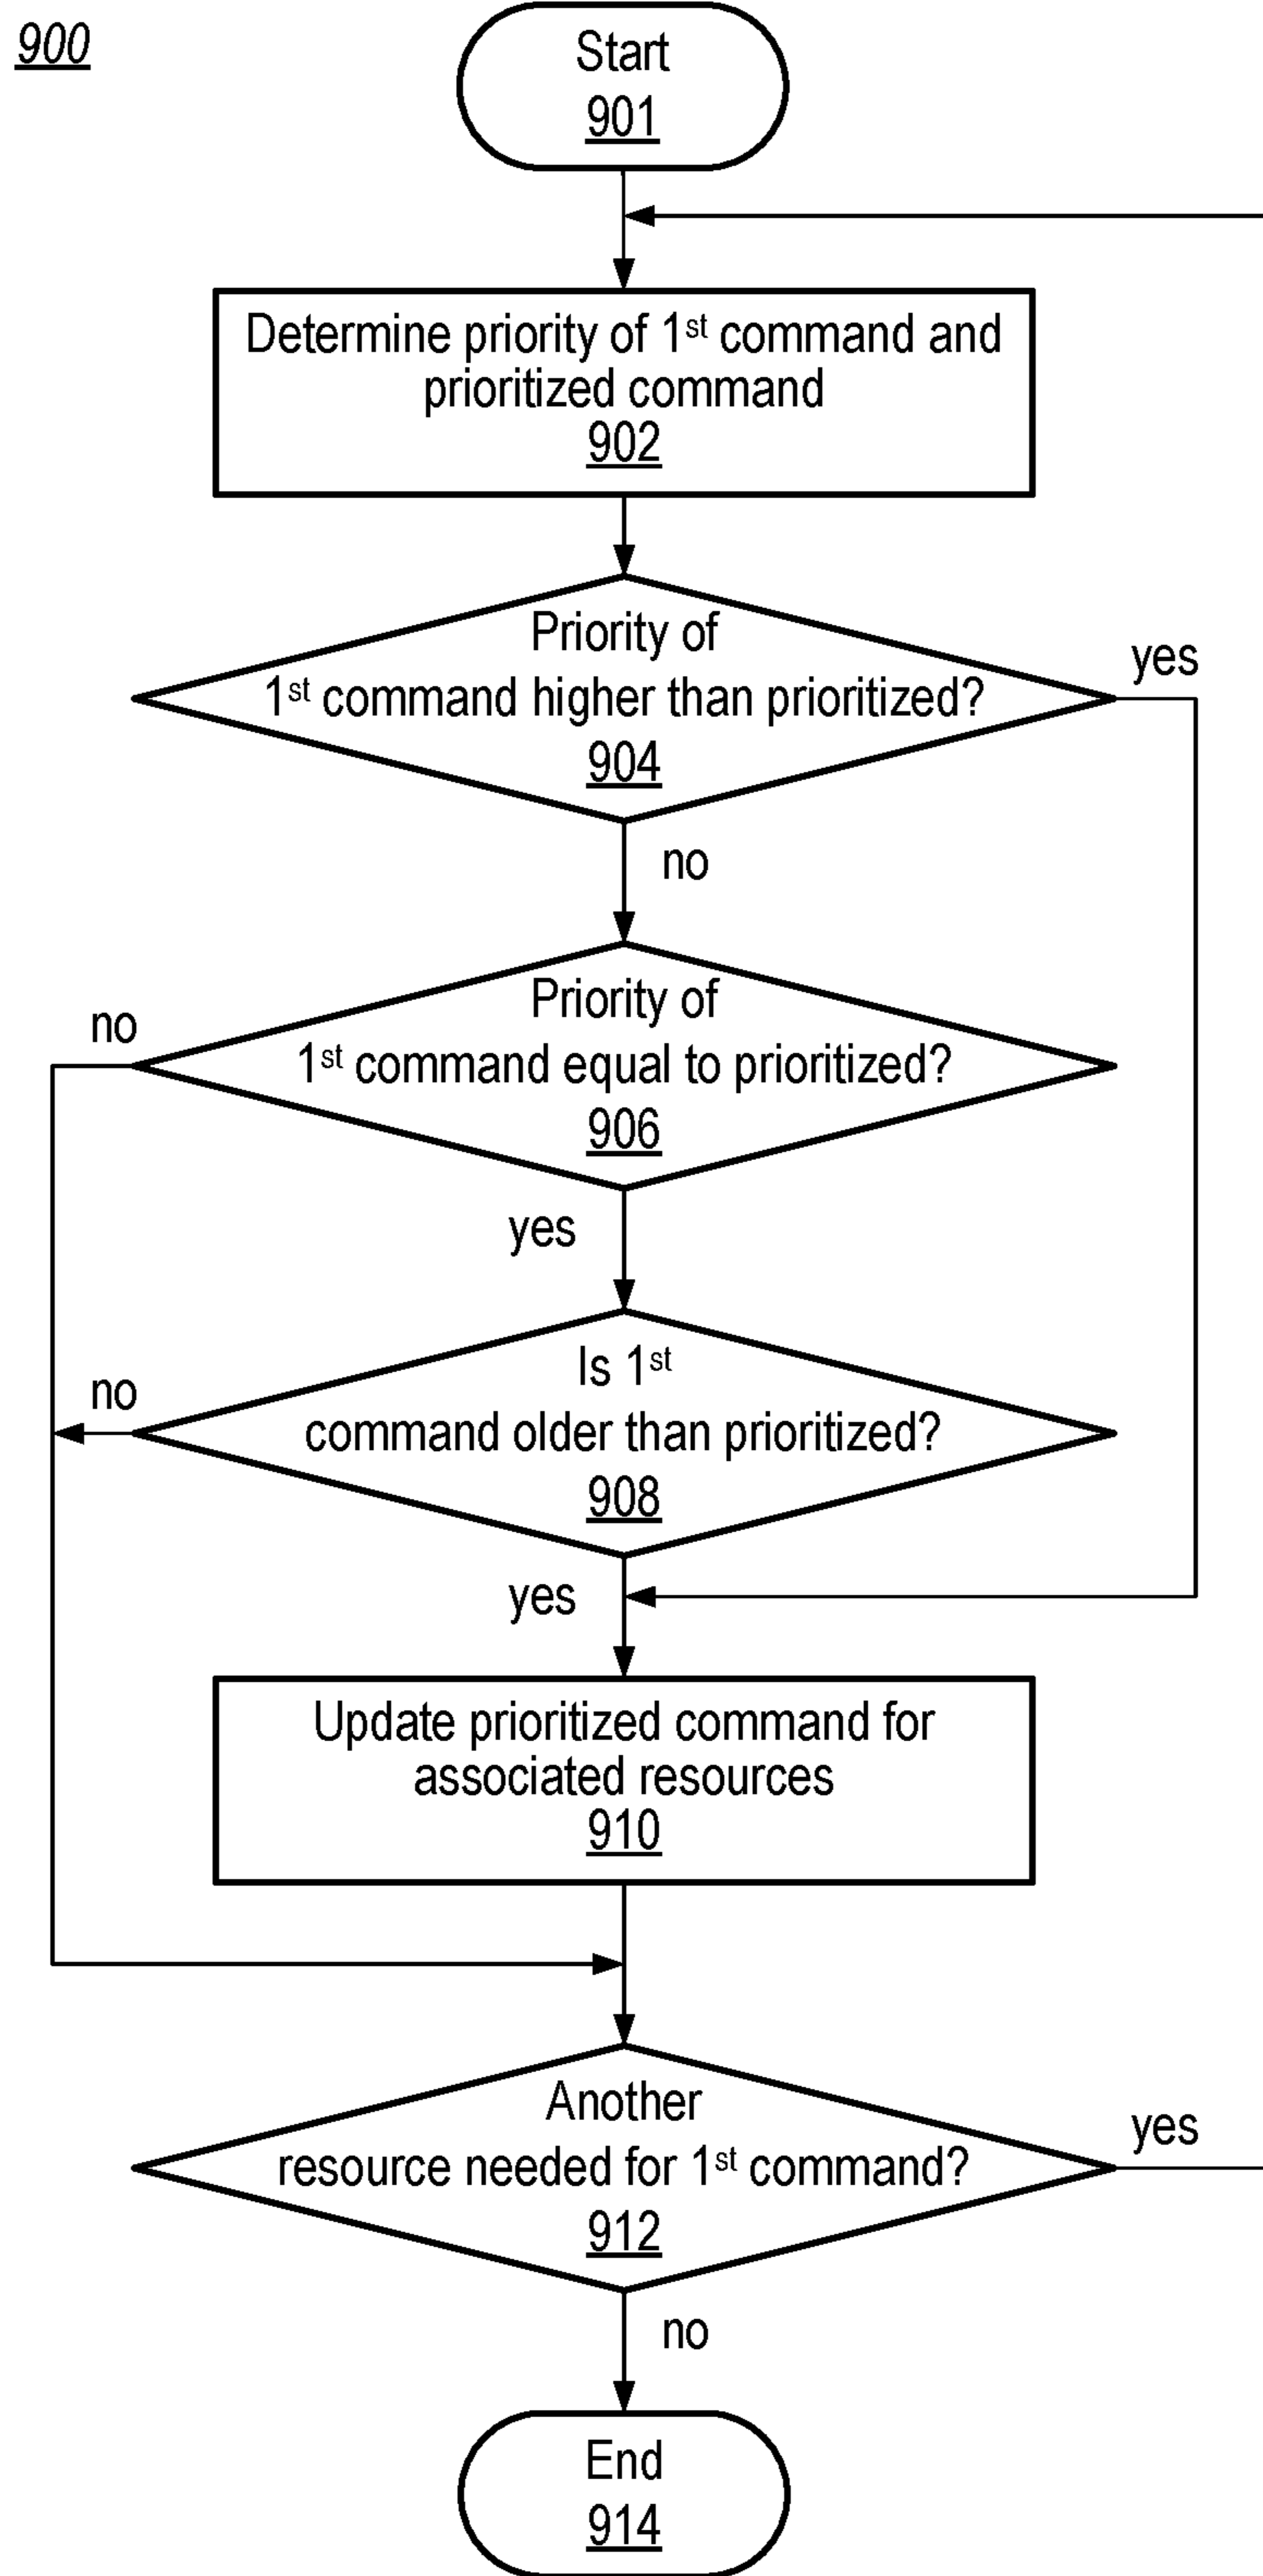 900
Start
901
Determine priority of 1st command and
prioritized command
902
Priority of
1st command higher than prioritized?
904
yes
no
Priority of
1st command equal to prioritized?
906
no
yes
Is 1st
command older than prioritized?
908
no
yes
Update prioritized command for
associated resources
910
Another
resource needed for 1st command?
912
yes
no
End
914